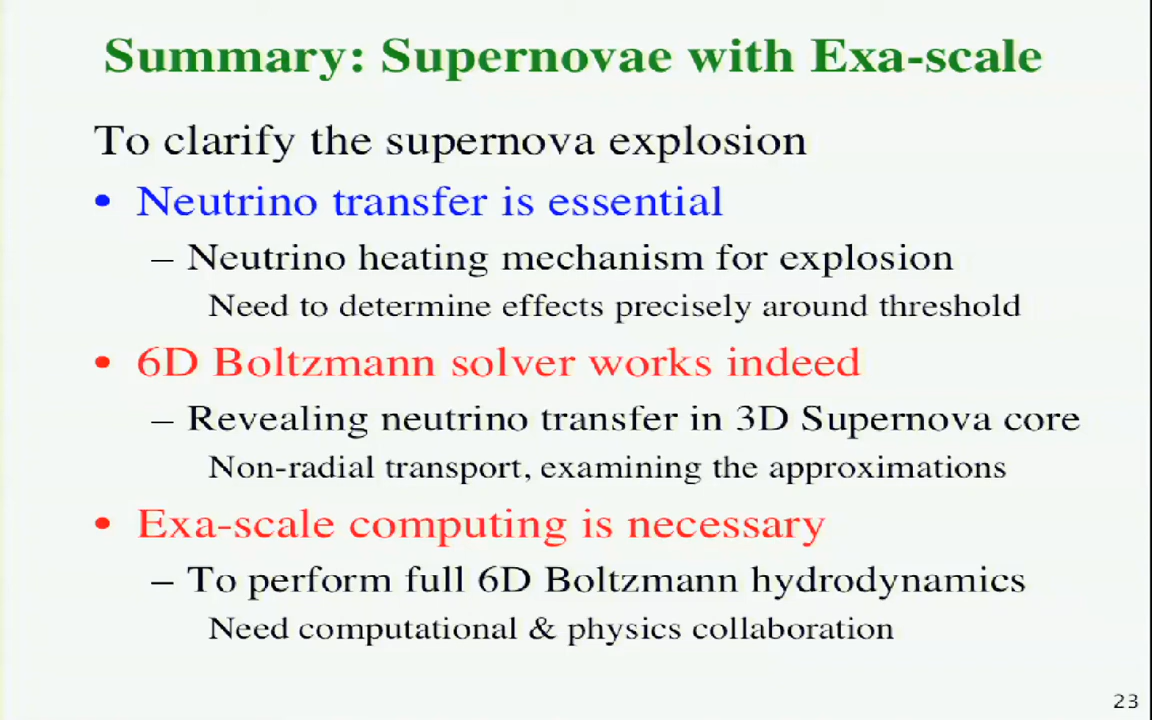 Summary: Supernovae with Exa-scale
To clarify the supernova explosion
• Neutrino transfer is essential
– Neutrino heating mechanism for explosion
Need to determine effects precisely around threshold
• 6D Boltzmann solver works indeed
– Revealing neutrino transfer in 3D Supernova core
Non-radial transport, examining the approximations
• Exa-scale computing is necessary
– To perform full 6D Boltzmann hydrodynamics
Need computational & physics collaboration
23